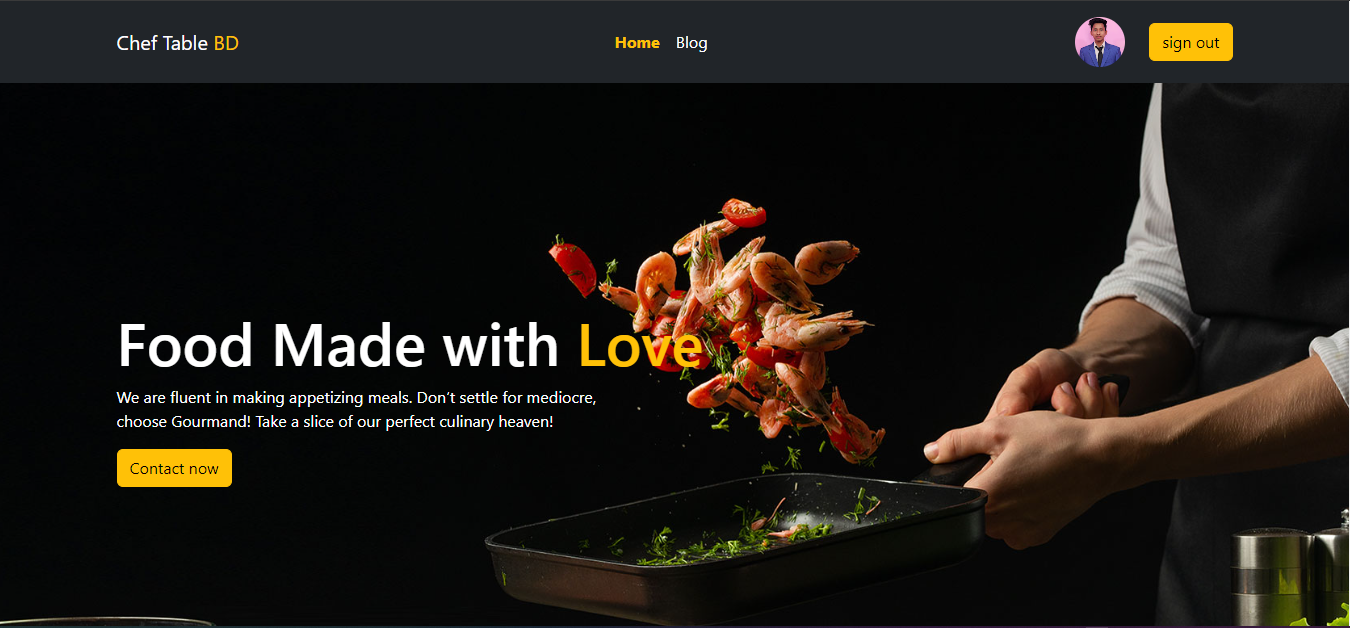 Chef Table BD
Home
Blog
sign out
Food Made with Love
We are fluent in making appetizing meals. Don’t settle for mediocre,
choose Gourmand! Take a slice of our perfect culinary heaven!
Contact now